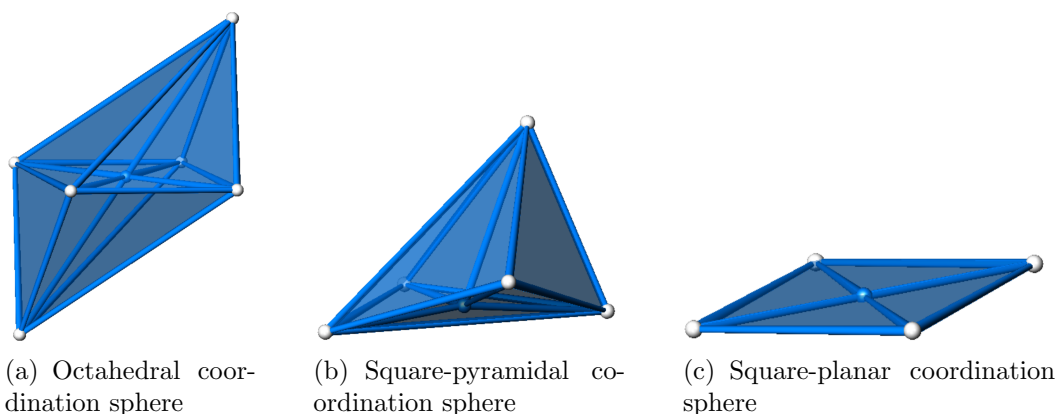 (a) Octahedral coor-
dination sphere
(b) Square-pyramidal co-
ordination sphere
(c) Square-planar coordination
sphere